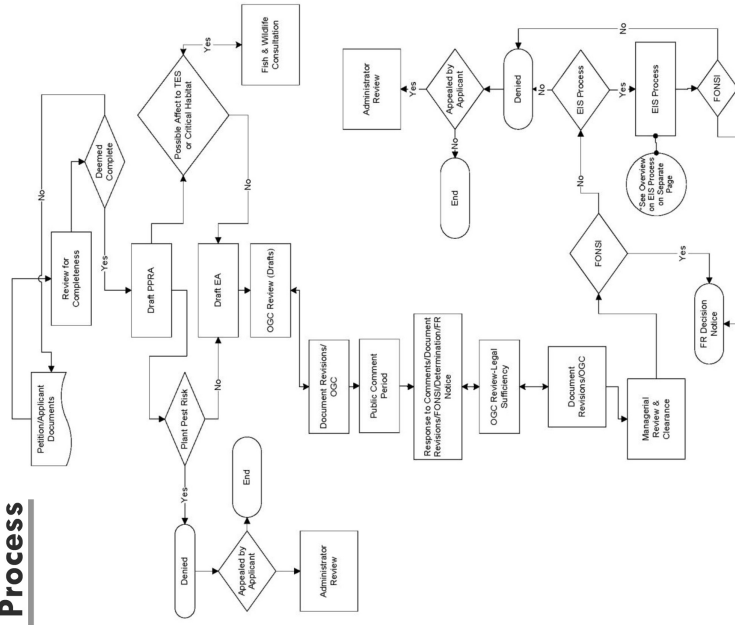 Process
Petition/Applicant
Documents
Review for
Completeness
No
Deemed
Complete
Yes
Draft PPRA
Possible Affect to TES
or Critical Habitat
Yes
Fish & Wildlife
Consultation
No
Plant Pest Risk
No
Draft EA
OGC Review (Drafts)
Yes
Denied
Appealed by
Applicant
End
Administrator
Review
Document Revisions/
OGC
Public Comment
Period
Response to Comments/Document
Revisions/FONSI/Determination/FR
Notice
OGC Review-Legal
Sufficiency
Document
Revisions/OGC
Managerial
Review &
Clearance
FONSI
No
Yes
FR Decision
Notice
EIS Process
No
Yes
Denied
Appealed by
Applicant
Yes
Administrator
Review
No
End
EIS Process
*See Overview
on EIS Process
on Separate
Page
FONSI
No